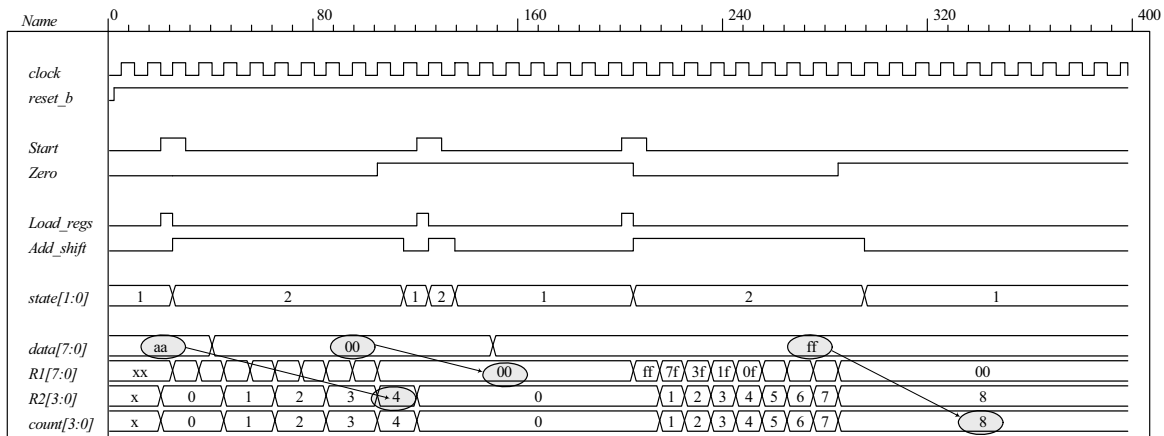 Name 0 80 160 240 320 400
clock
reset_b
Start
Zero
Load_regs
Add_shift
state[1:0] 1 2 1 2 1 2 1
data[7:0] aa 00 ff
R1[7:0] xx 00 ff 7f 3f 1f 0f 00
R2[3:0] x 0 1 2 3 4 0 1 2 3 4 5 6 7 8
count[3:0] x 0 1 2 3 4 0 1 2 3 4 5 6 7 8